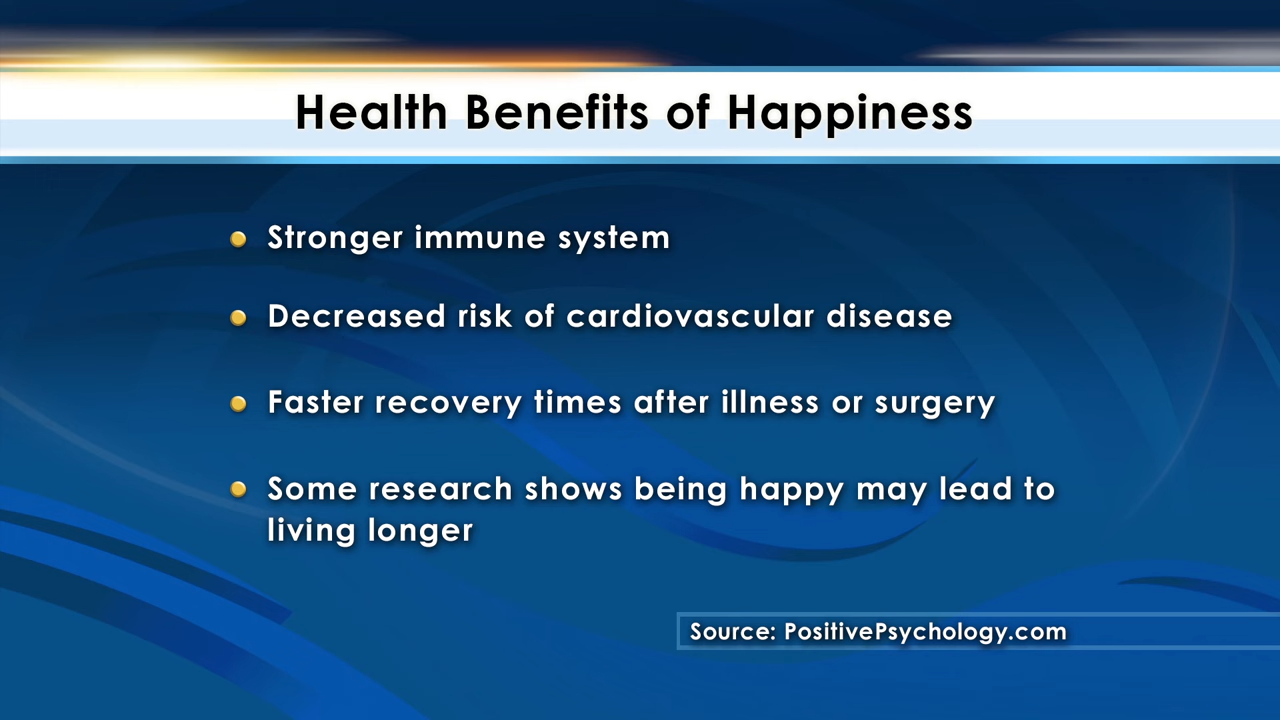 Health Benefits of Happiness
Stronger immune system
Decreased risk of cardiovascular disease
Faster recovery times after illness or surgery
Some research shows being happy may lead to
living longer
Source: PositivePsychology.com